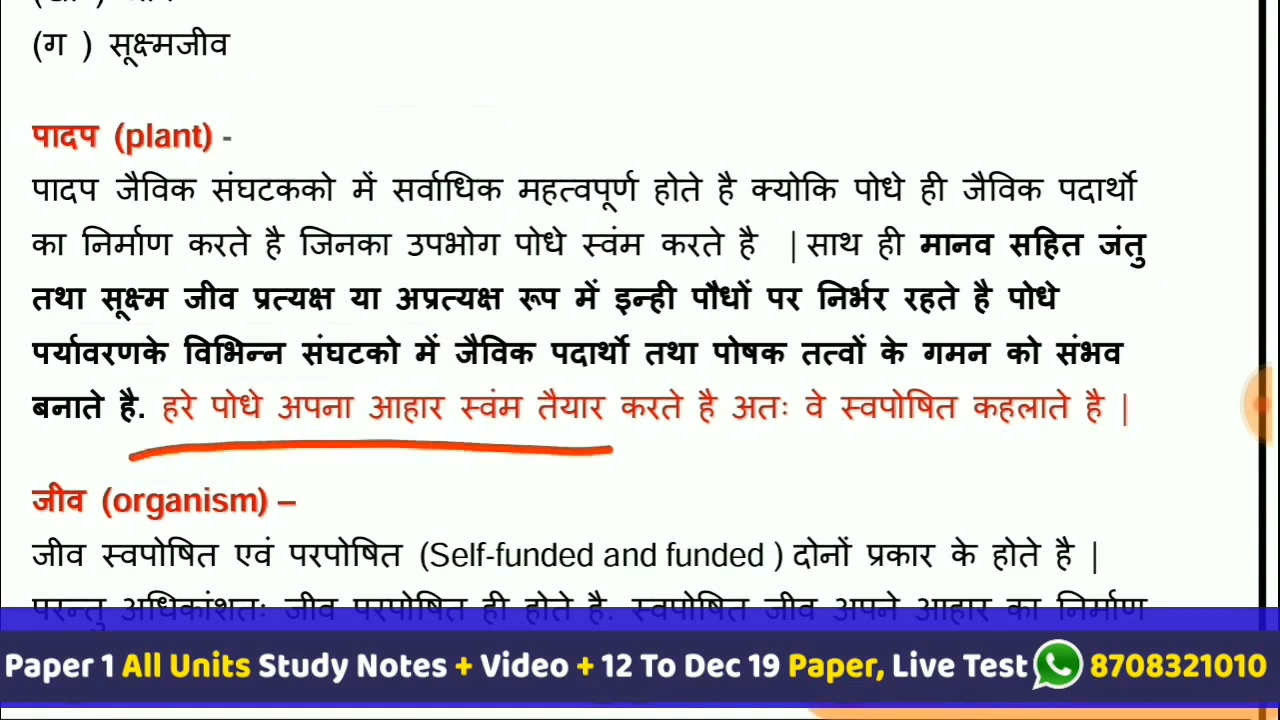 (ग ) सूक्ष्मजीव
पादप (plant) -
पादप जैविक संघटकको में सर्वाधिक महत्वपूर्ण होते है क्योकि पोधे ही जैविक पदार्थो
का निर्माण करते है जिनका उपभोग पोधे स्वंम करते है | साथ ही मानव सहित जंतु
तथा सूक्ष्म जीव प्रत्यक्ष या अप्रत्यक्ष रूप में इन्ही पौधों पर निर्भर रहते है पोधे
पर्यावरणके विभिन्न संघटको में जैविक पदार्थो तथा पोषक तत्वों के गमन को संभव
बनाते है. हरे पोधे अपना आहार स्वंम तैयार करते है अतः वे स्वपोषित कहलाते है |
जीव (organism) –
जीव स्वपोषित एवं परपोषित (Self-funded and funded ) दोनों प्रकार के होते है |
परन्तु अधिकांशतः जीव परपोषित ही होते है. स्वपोषित जीव अपने आहार का निर्माण
Paper 1 All Units Study Notes + Video + 12 To Dec 19 Paper, Live Test 8708321010